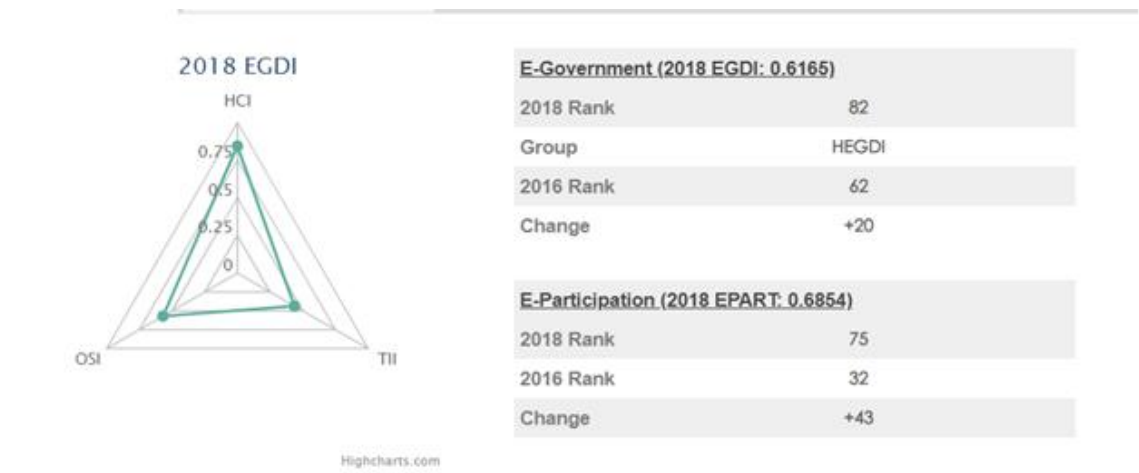 2018 EGDI
HCI
0.75
0.5
0.25
0
OSI
TII
Highcharts.com
E-Government (2018 EGDI: 0.6165)
2018 Rank 82
Group HEGDI
2016 Rank 62
Change +20
E-Participation (2018 EPART: 0.6854)
2018 Rank 75
2016 Rank 32
Change +43